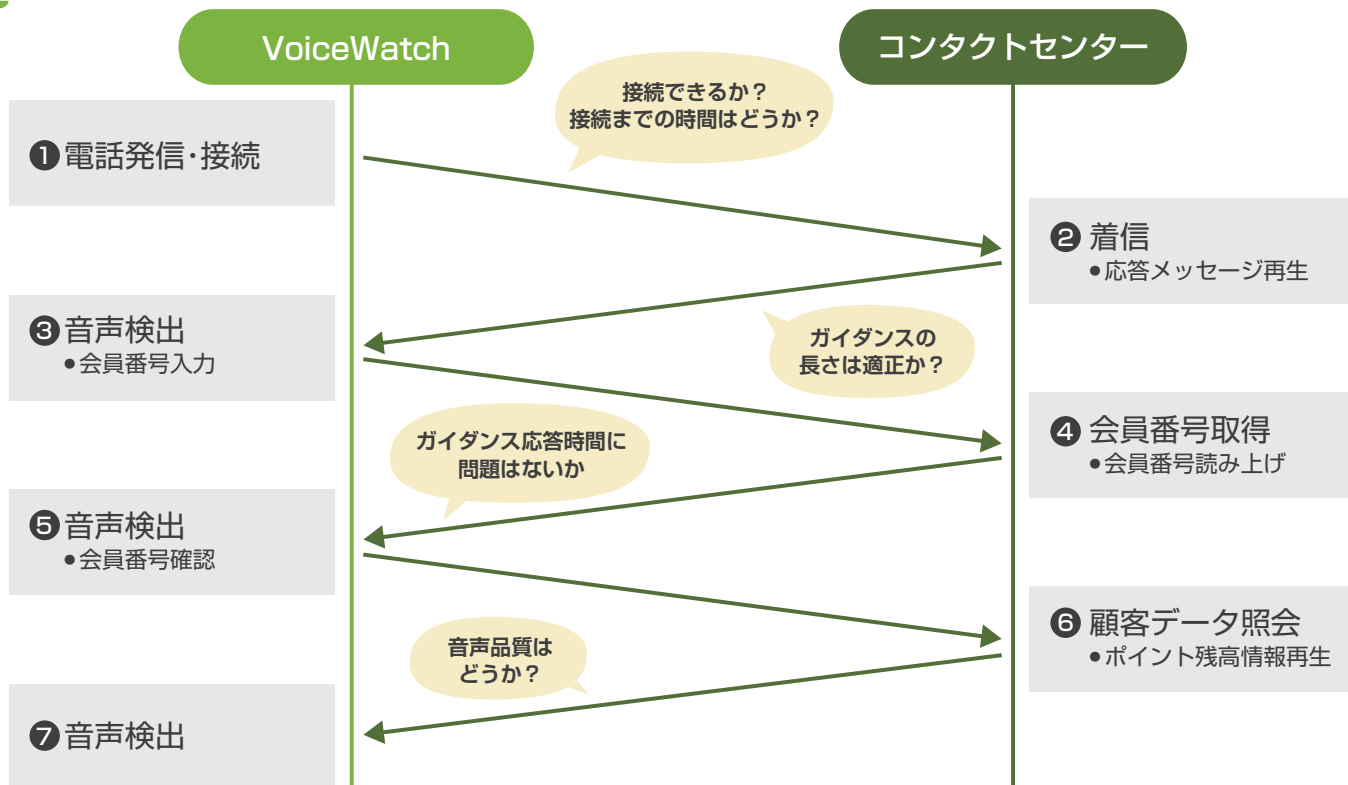 VoiceWatch
コンタクトセンター
接続できるか？
接続までの時間はどうか？
❶電話発信・接続
❷ 着信
●応答メッセージ再生
❸音声検出
●会員番号入力
ガイダンスの
長さは適正か？
❹ 会員番号取得
●会員番号読み上げ
ガイダンス応答時間に
問題はないか
❺音声検出
●会員番号確認
❻ 顧客データ照会
●ポイント残高情報再生
音声品質は
どうか？
❼音声検出